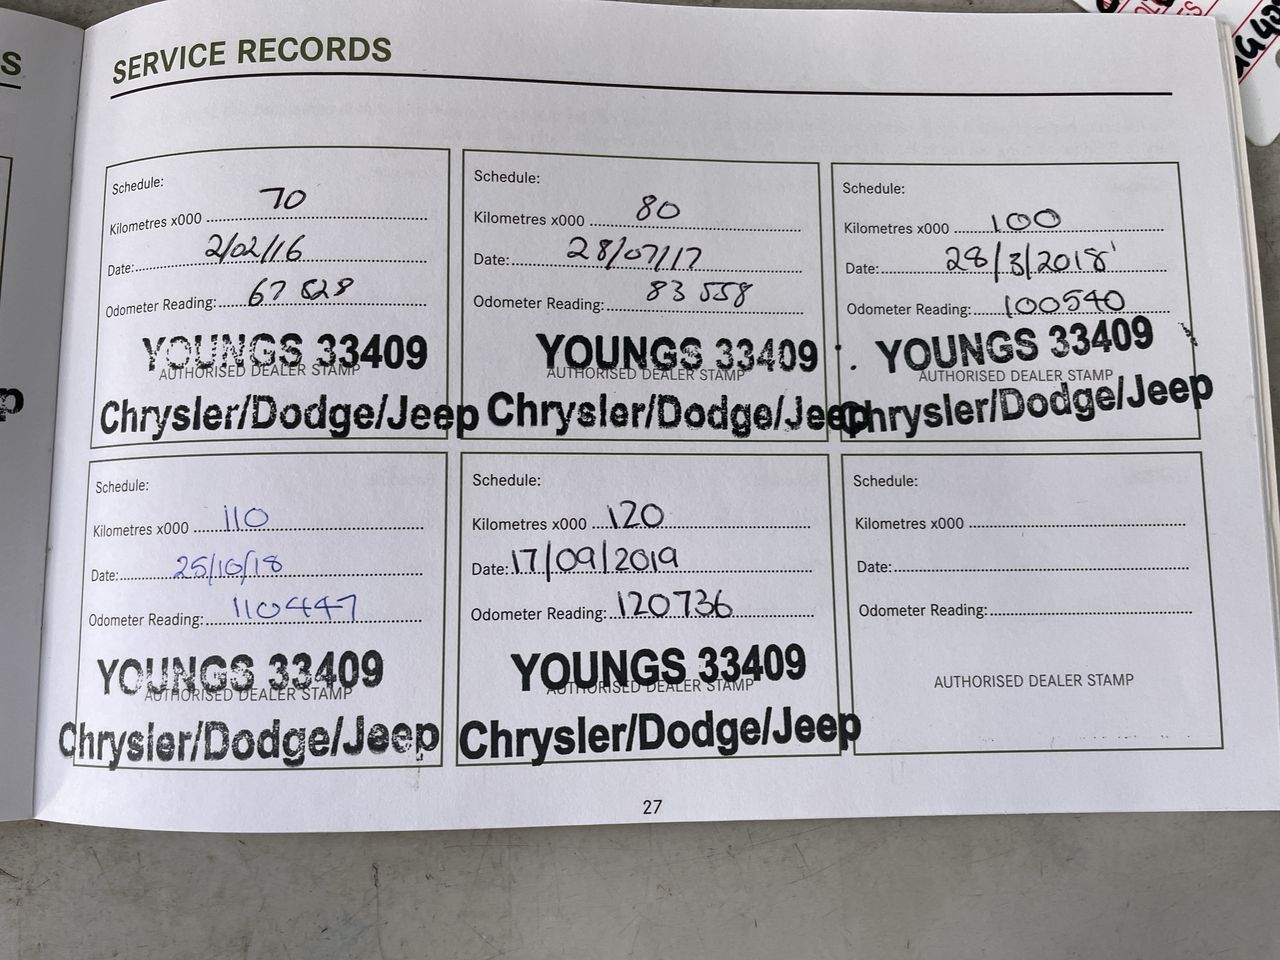 S
SERVICE RECORDS
Schedule:
Kilometres x000 70
Date: 2/02/16
Odometer Reading: 67 828
YOUNGS 33409
AUTHORISED DEALER STAMP
Chrysler/Dodge/Jeep
Schedule:
Kilometres x000 80
Date: 28/07/17
Odometer Reading: 83 558
YOUNGS 33409
AUTHORISED DEALER STAMP
Chrysler/Dodge/Jeep
Schedule:
Kilometres x000 100
Date: 28/3/2018
Odometer Reading: 100540
YOUNGS 33409
AUTHORISED DEALER STAMP
Chrysler/Dodge/Jeep
p
Schedule:
Kilometres x000 110
Date: 25/10/18
Odometer Reading: 110447
YOUNGS 33409
AUTHORISED DEALER STAMP
Chrysler/Dodge/Jeep
Schedule:
Kilometres x000 120
Date: 17/09/2019
Odometer Reading: 120736
YOUNGS 33409
AUTHORISED DEALER STAMP
Chrysler/Dodge/Jeep
Schedule:
Kilometres x000
Date:
Odometer Reading:
AUTHORISED DEALER STAMP
27